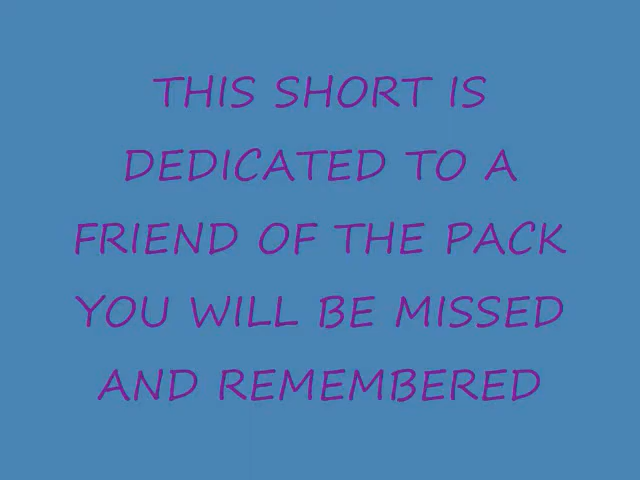 THIS SHORT IS
DEDICATED TO A
FRIEND OF THE PACK
YOU WILL BE MISSED
AND REMEMBERED